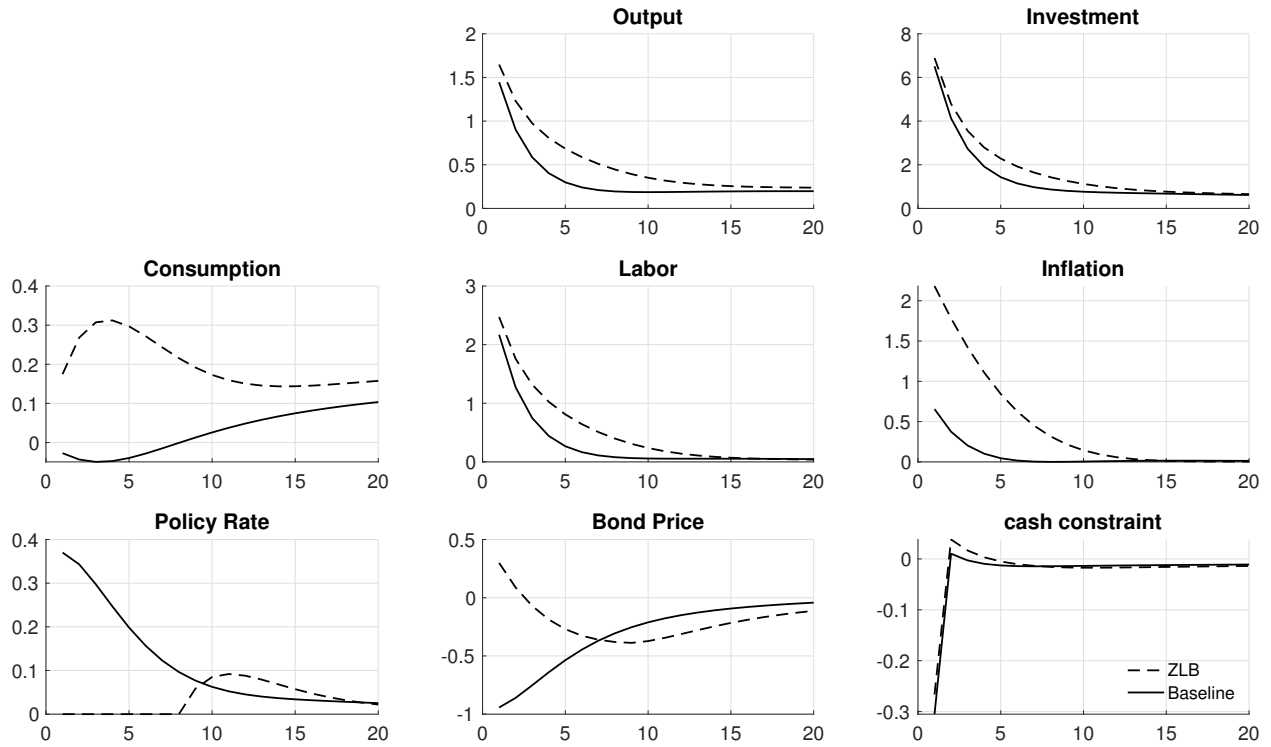 Output
2
1.5
1
0.5
0
0 5 10 15 20
Investment
8
6
4
2
0
0 5 10 15 20
Consumption
0.4
0.3
0.2
0.1
0
0 5 10 15 20
Labor
3
2
1
0
0 5 10 15 20
Inflation
2
1.5
1
0.5
0
0 5 10 15 20
Policy Rate
0.4
0.3
0.2
0.1
0
0 5 10 15 20
Bond Price
0.5
0
-0.5
-1
0 5 10 15 20
cash constraint
0
-0.1
-0.2
-0.3
ZLB
Baseline
0 5 10 15 20